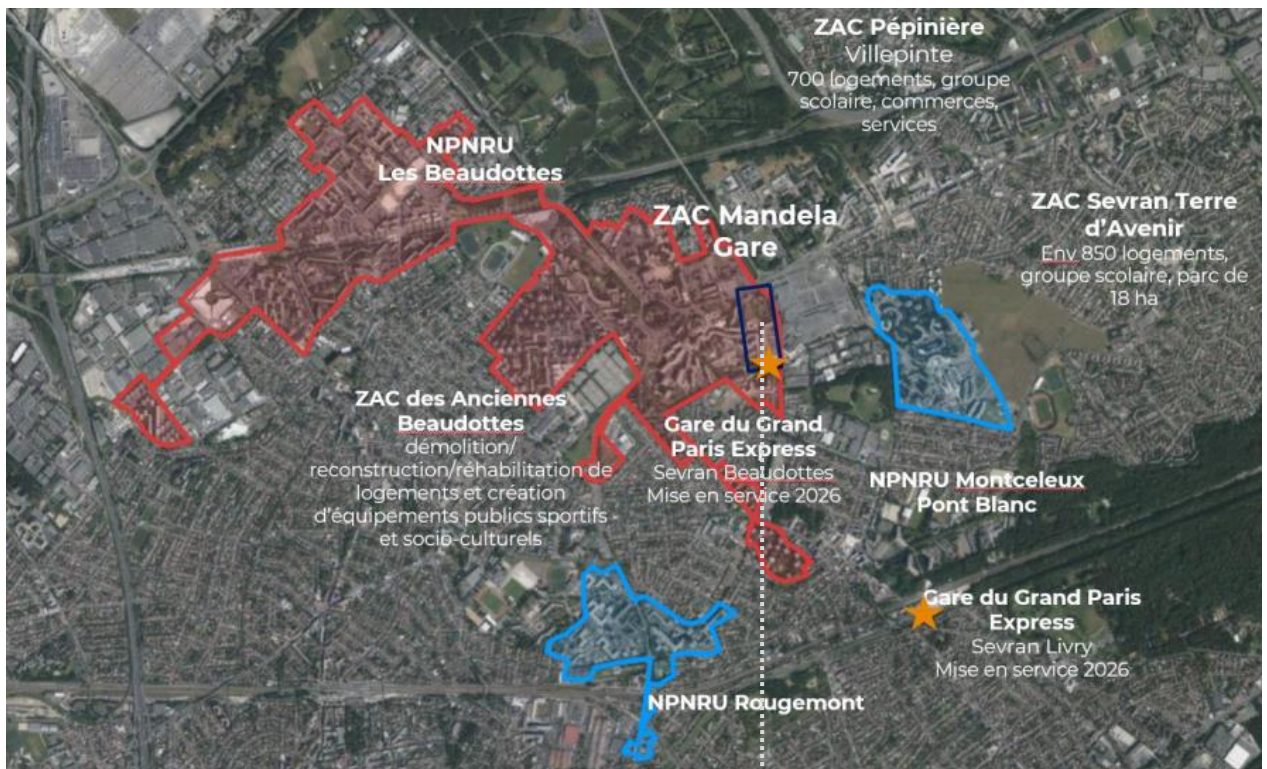 ZAC Pépinière
Villepinte
700 logements, groupe
scolaire, commerces,
services
NPNRU
Les Beaudottes
ZAC Mandela
Gare
ZAC Sevran Terre
d'Avenir
Env 850 logements,
groupe scolaire, parc de
18 ha
ZAC des Anciennes
Beaudottes
démolition/
reconstruction/réhabilitation de
logements et création
d'équipements publics sportifs -
et socio-culturels
Gare du Grand
Paris Express
Sevran Beaudottes
Mise en service 2026
NPNRU Montceleux
Pont Blanc
Gare du Grand Paris
Express
Sevran Livry
Mise en service 2026
NPNRU Rougemont